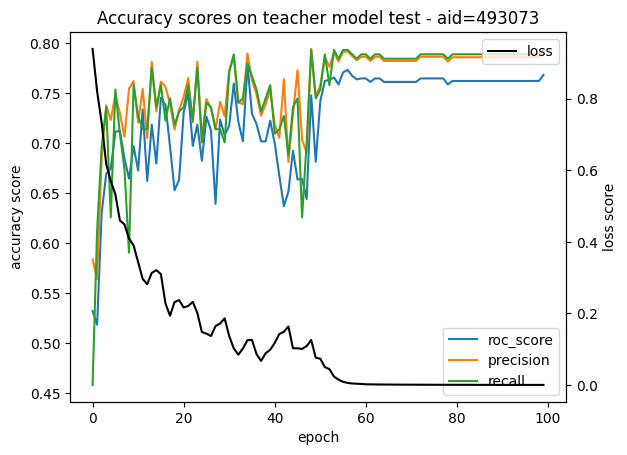 Accuracy scores on teacher model test - aid=493073
accuracy score
0.80
0.75
0.70
0.65
0.60
0.55
0.50
0.45
loss
0.8
0.6
0.4
0.2
0.0
loss score
roc_score
precision
recall
0
20
40
60
80
100
epoch